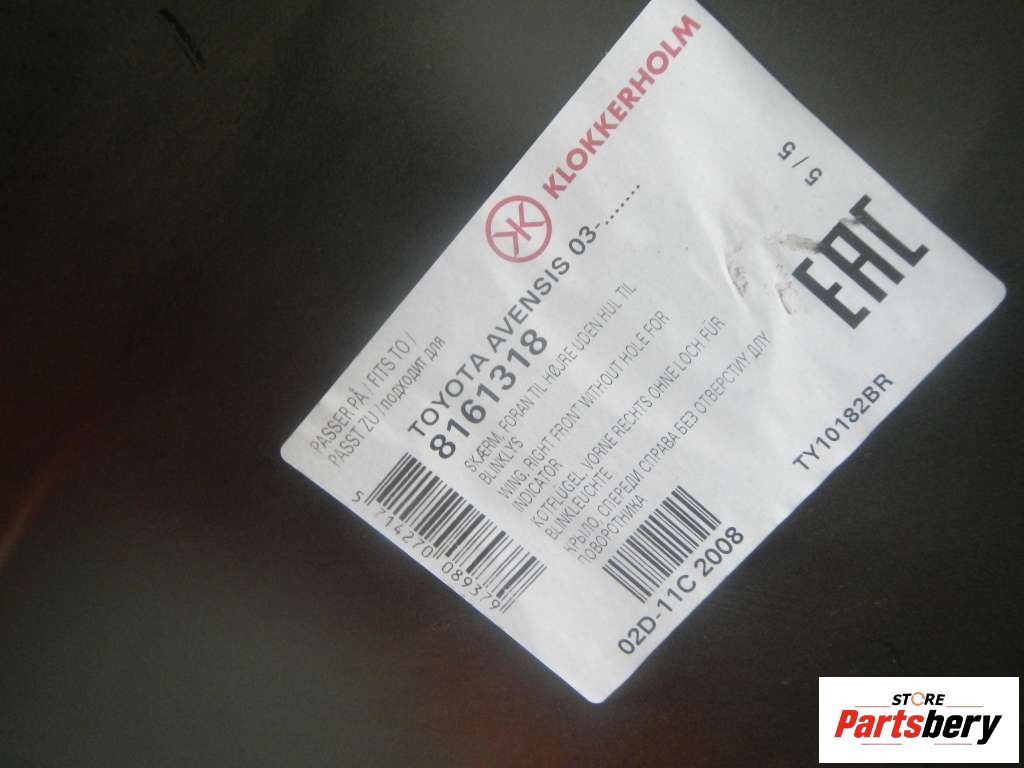 KLOKKERHOLM
PASSER PÅ / FITS TO /
PASST ZU / подходит для
TOYOTA AVENSIS 03-........
8161318
SKÆRM, FORAN TIL HØJRE UDEN HUL TIL
BLINKLYS
WING, RIGHT FRONT WITHOUT HOLE FOR
INDICATOR
KOTFLÜGEL, VORNE RECHTS OHNE LOCH FÜR
BLINKLEUCHTE
КРЫЛО, СПЕРЕДИ СПРАВА БЕЗ ОТВЕРСТИУ ДЛУ
ПОВОРОТНИКА
5 714270 089379
5 / 5
EAC
TY10182BR
02D-11C 2008
STORE
Partsbery